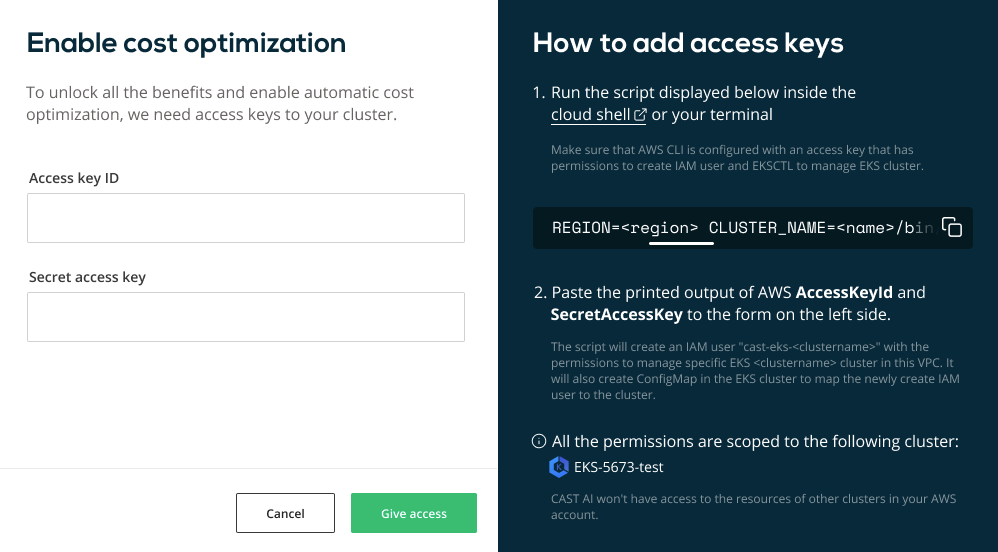 Enable cost optimization
To unlock all the benefits and enable automatic cost
optimization, we need access keys to your cluster.
Access key ID
Secret access key
Cancel
Give access
How to add access keys
1. Run the script displayed below inside the
cloud shell or your terminal
Make sure that AWS CLI is configured with an access key that has
permissions to create IAM user and EKSCTL to manage EKS cluster.
REGION=<region> CLUSTER_NAME=<name>/bin
2. Paste the printed output of AWS AccessKeyId and
SecretAccessKey to the form on the left side.
The script will create an IAM user "cast-eks-<clustername>" with the
permissions to manage specific EKS <clustername> cluster in this VPC. It
will also create ConfigMap in the EKS cluster to map the newly create IAM
user to the cluster.
All the permissions are scoped to the following cluster:
EKS-5673-test
CAST AI won't have access to the resources of other clusters in your AWS
account.